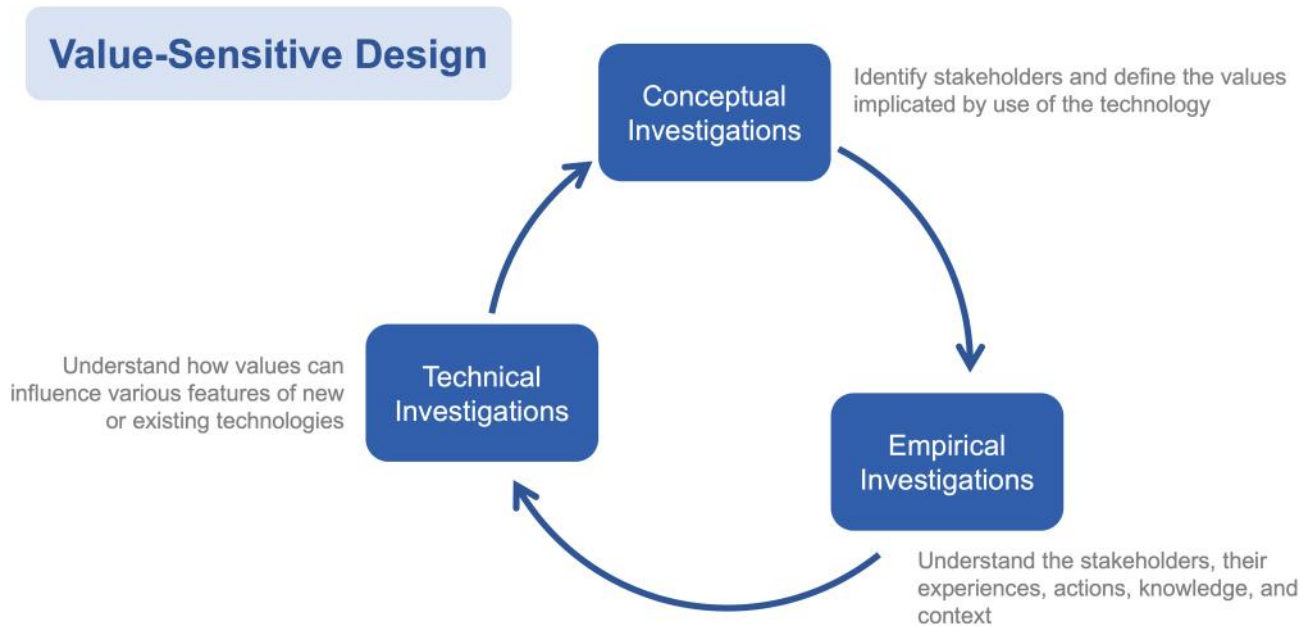 Value-Sensitive Design
Conceptual
Investigations
Identify stakeholders and define the values
implicated by use of the technology
Technical
Investigations
Understand how values can
influence various features of new
or existing technologies
Empirical
Investigations
Understand the stakeholders, their
experiences, actions, knowledge, and
context